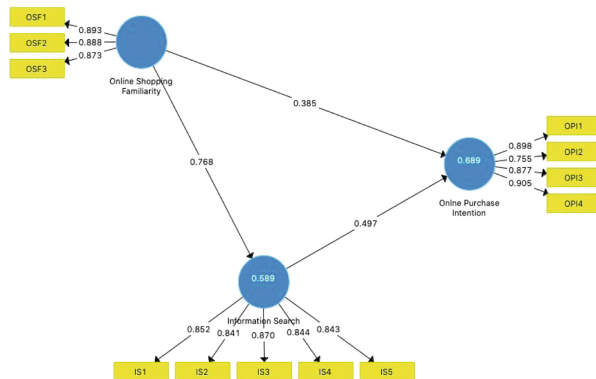 OSF1
0.893
OSF2
0.888
OSF3
0.873
Online Shopping
Familiarity
0.385
0.768
OPI1
0.898
OPI2
0.755
0.689
OPI3
0.877
0.905
OPI4
Online Purchase
Intention
0.497
0.589
Information Search
0.852
0.841
0.870
0.844
0.843
IS1
IS2
IS3
IS4
IS5